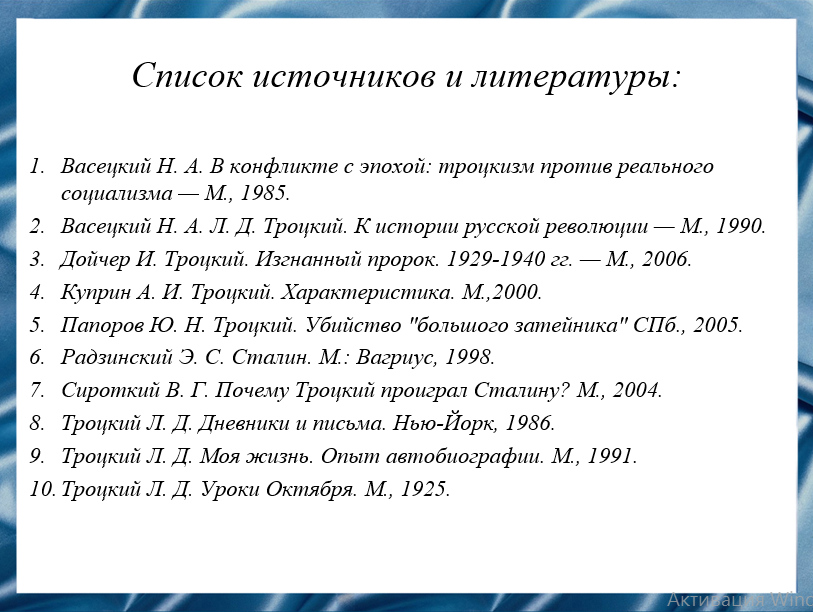 Список источников и литературы:
1. Васецкий Н. А. В конфликте с эпохой: троцкизм против реального
социализма — М., 1985.
2. Васецкий Н. А. Л. Д. Троцкий. К истории русской революции — М., 1990.
3. Дойчер И. Троцкий. Изгнанный пророк. 1929-1940 гг. — М., 2006.
4. Куприн А. И. Троцкий. Характеристика. М.,2000.
5. Папоров Ю. Н. Троцкий. Убийство "большого затейника" СПб., 2005.
6. Радзинский Э. С. Сталин. М.: Вагриус, 1998.
7. Сироткий В. Г. Почему Троцкий проиграл Сталину? М., 2004.
8. Троцкий Л. Д. Дневники и письма. Нью-Йорк, 1986.
9. Троцкий Л. Д. Моя жизнь. Опыт автобиографии. М., 1991.
10. Троцкий Л. Д. Уроки Октября. М., 1925.
Активация Winc